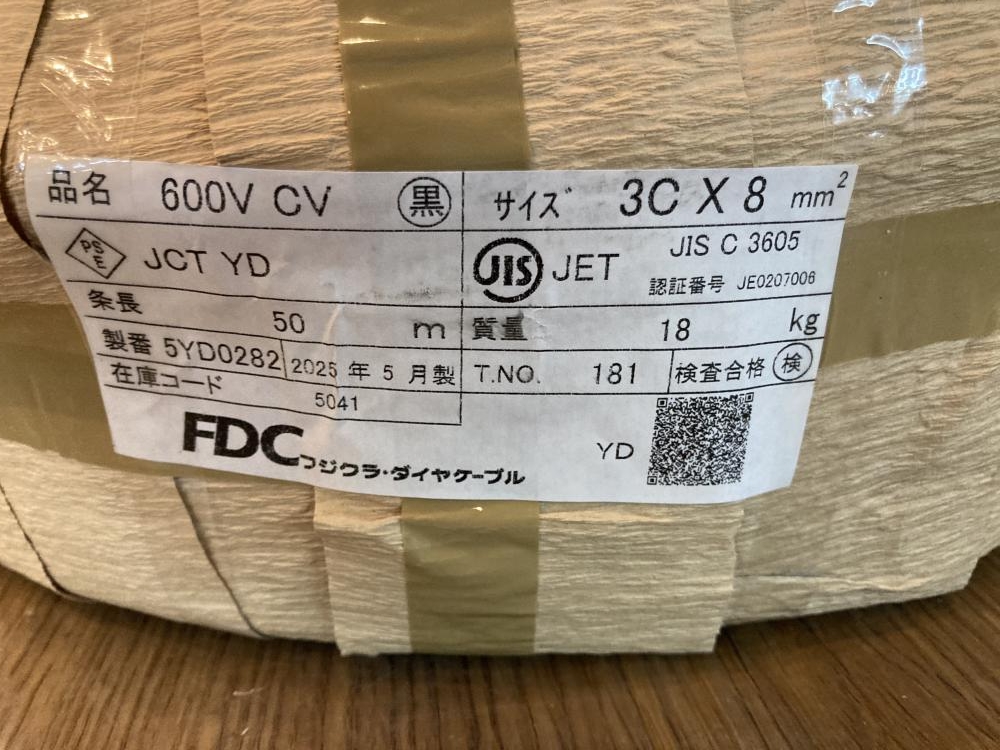 品名 600V CV 黒 サイズ 3C X 8 mm²
PSE JCT YD JIS JET JIS C 3605
認証番号 JE0207006
条長 50 m 質量 18 kg
製番 5YD0282 2025 年 5 月製 T.NO. 181 検査合格 検
在庫コード 5041
FDC フジクラ・ダイヤケーブル YD